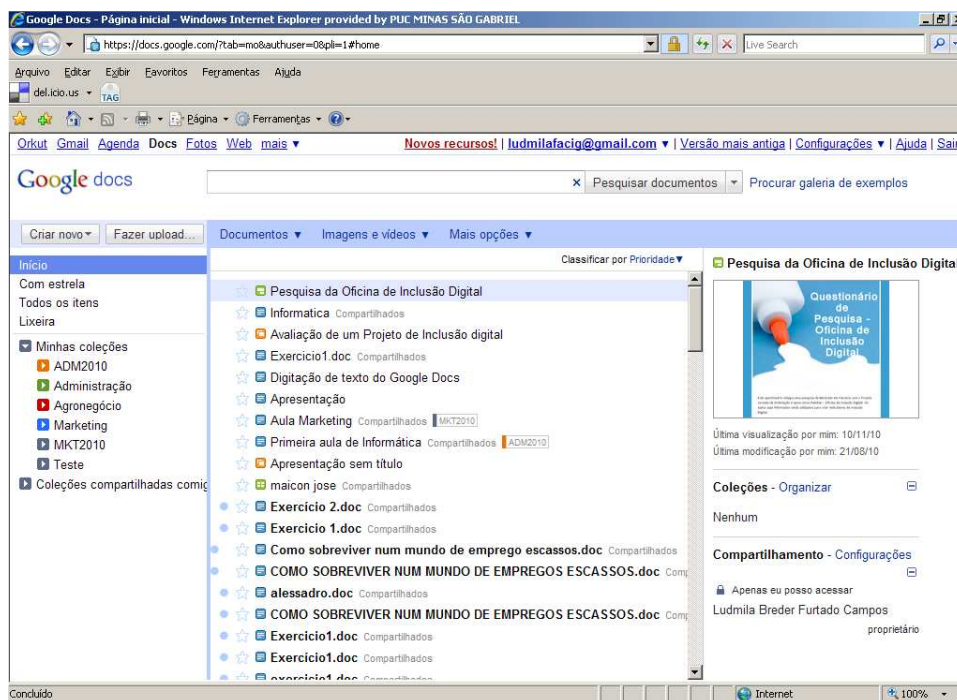 Google Docs - Página inicial - Windows Internet Explorer provided by PUC MINAS SÃO GABRIEL
https://docs.google.com/?tab=mo&authuser=0&pli=1#home
Live Search
Arquivo Editar Exibir Favoritos Ferramentas Ajuda
del.icio.us TAG
Página Ferramentas
Orkut Gmail Agenda Docs Fotos Web mais ▼ Novos recursos! | ludmilafacig@gmail.com ▼ | Versão mais antiga | Configurações ▼ | Ajuda | Sair
Google docs × Pesquisar documentos Procurar galeria de exemplos
Criar novo Fazer upload... Documentos ▼ Imagens e vídeos ▼ Mais opções ▼
Início
Com estrela
Todos os itens
Lixeira
Minhas coleções
ADM2010
Administração
Agronegócio
Marketing
MKT2010
Teste
Coleções compartilhadas comig
Classificar por Prioridade▼
Pesquisa da Oficina de Inclusão Digital
Informatica Compartilhados
Avaliação de um Projeto de Inclusão digital
Exercicio1.doc Compartilhados
Digitação de texto do Google Docs
Apresentação
Aula Marketing Compartilhados MKT2010
Primeira aula de Informática Compartilhados ADM2010
Apresentação sem título
maicon jose Compartilhados
Exercício 2.doc Compartilhados
Exercicio 1.doc Compartilhados
Como sobreviver num mundo de emprego escassos.doc Compartilhados
COMO SOBREVIVER NUM MUNDO DE EMPREGOS ESCASSOS.doc Comp
alessadro.doc Compartilhados
COMO SOBREVIVER NUM MUNDO DE EMPREGOS ESCASSOS.doc Comp
Exercicio1.doc Compartilhados
Exercicio1.doc Compartilhados
exercicio1.doc Compartilhados
Pesquisa da Oficina de Inclusão Digital
Questionário
de
Pesquisa -
Oficina de
Inclusão
Digital
Última visualização por mim: 10/11/10
Última modificação por mim: 21/08/10
Coleções - Organizar
Nenhum
Compartilhamento - Configurações
Apenas eu posso acessar
Ludmila Breder Furtado Campos
proprietário
Concluído Internet 100%